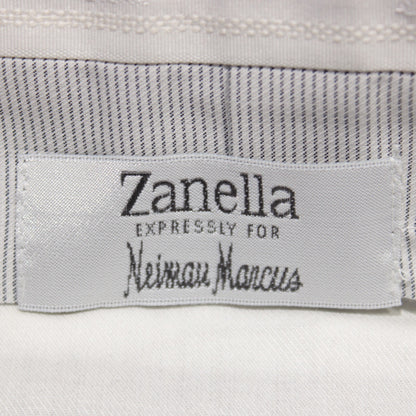 Zanella
EXPRESSLY FOR
Neiman Marcus